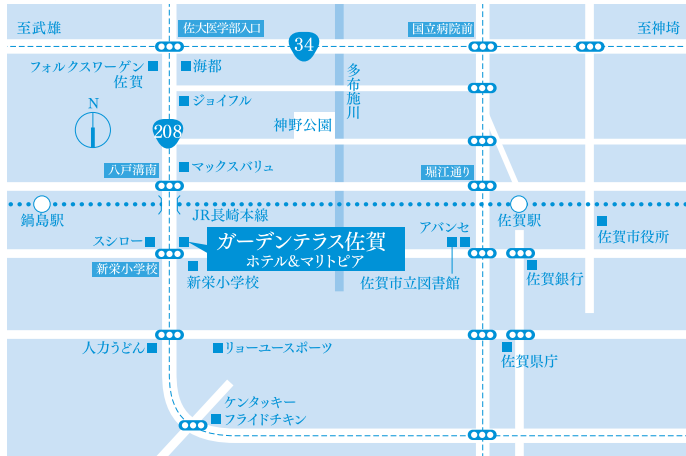 至武雄
佐大医学部入口
34
国立病院前
至神埼
フォルクスワーゲン
佐賀
海都
多布施川
ジョイフル
N
神野公園
208
八戸溝南
マックスバリュ
堀江通り
鍋島駅
JR長崎本線
佐賀駅
スシロー
ガーデンテラス佐賀
ホテル&マリトピア
アバンセ
佐賀市役所
新栄小学校
新栄小学校
佐賀市立図書館
佐賀銀行
人力うどん
リョーユースポーツ
佐賀県庁
ケンタッキー
フライドチキン